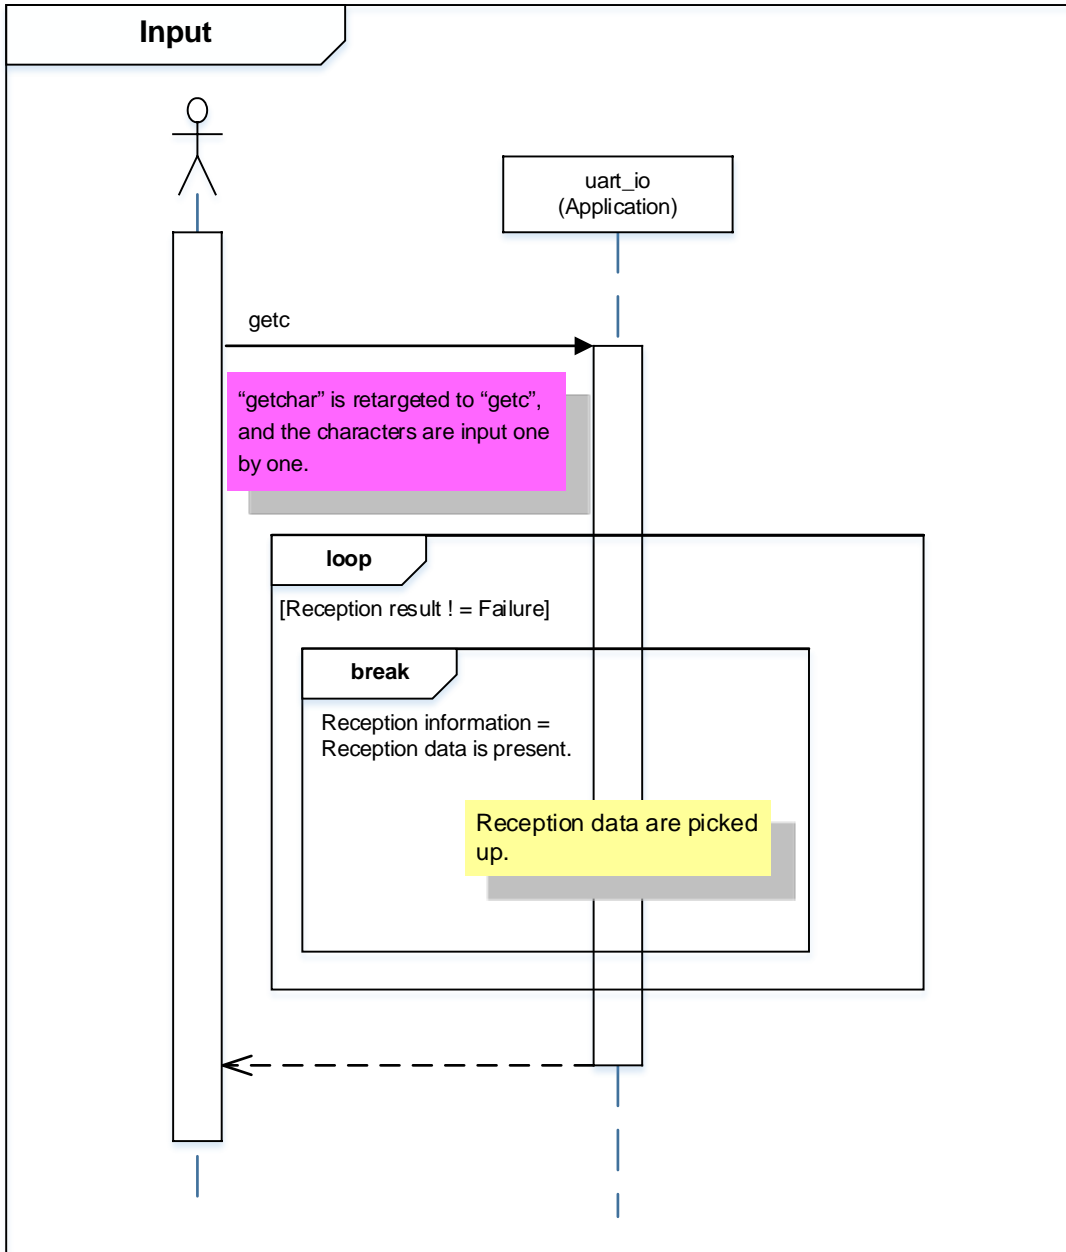 Input
uart_io
(Application)
getc
“getchar” is retargeted to “getc”,
and the characters are input one
by one.
loop
[Reception result ! = Failure]
break
Reception information =
Reception data is present.
Reception data are picked
up.